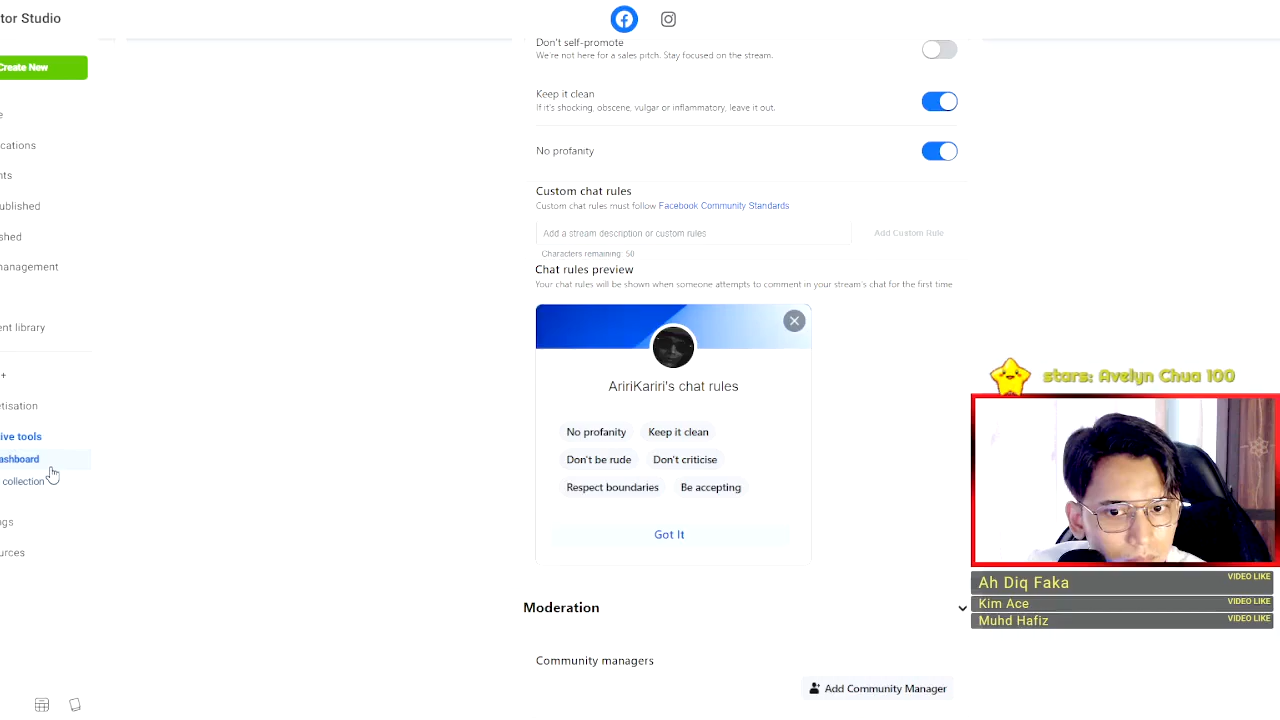 tor Studio
Create New
e
cations
nts
ublished
shed
management
ent library
+
etisation
ive tools
ashboard
collection
gs
urces
Don't self-promote
We're not here for a sales pitch. Stay focused on the stream.
Keep it clean
If it's shocking, obscene, vulgar or inflammatory, leave it out.
No profanity
Custom chat rules
Custom chat rules must follow Facebook Community Standards
Add a stream description or custom rules
Add Custom Rule
Characters remaining: 50
Chat rules preview
Your chat rules will be shown when someone attempts to comment in your stream's chat for the first time
AririKariri's chat rules
No profanity Keep it clean
Don't be rude Don't criticise
Respect boundaries Be accepting
Got It
Moderation
Community managers
Add Community Manager
stars: Avelyn Chua 100
Ah Diq Faka VIDEO LIKE
Kim Ace VIDEO LIKE
Muhd Hafiz VIDEO LIKE